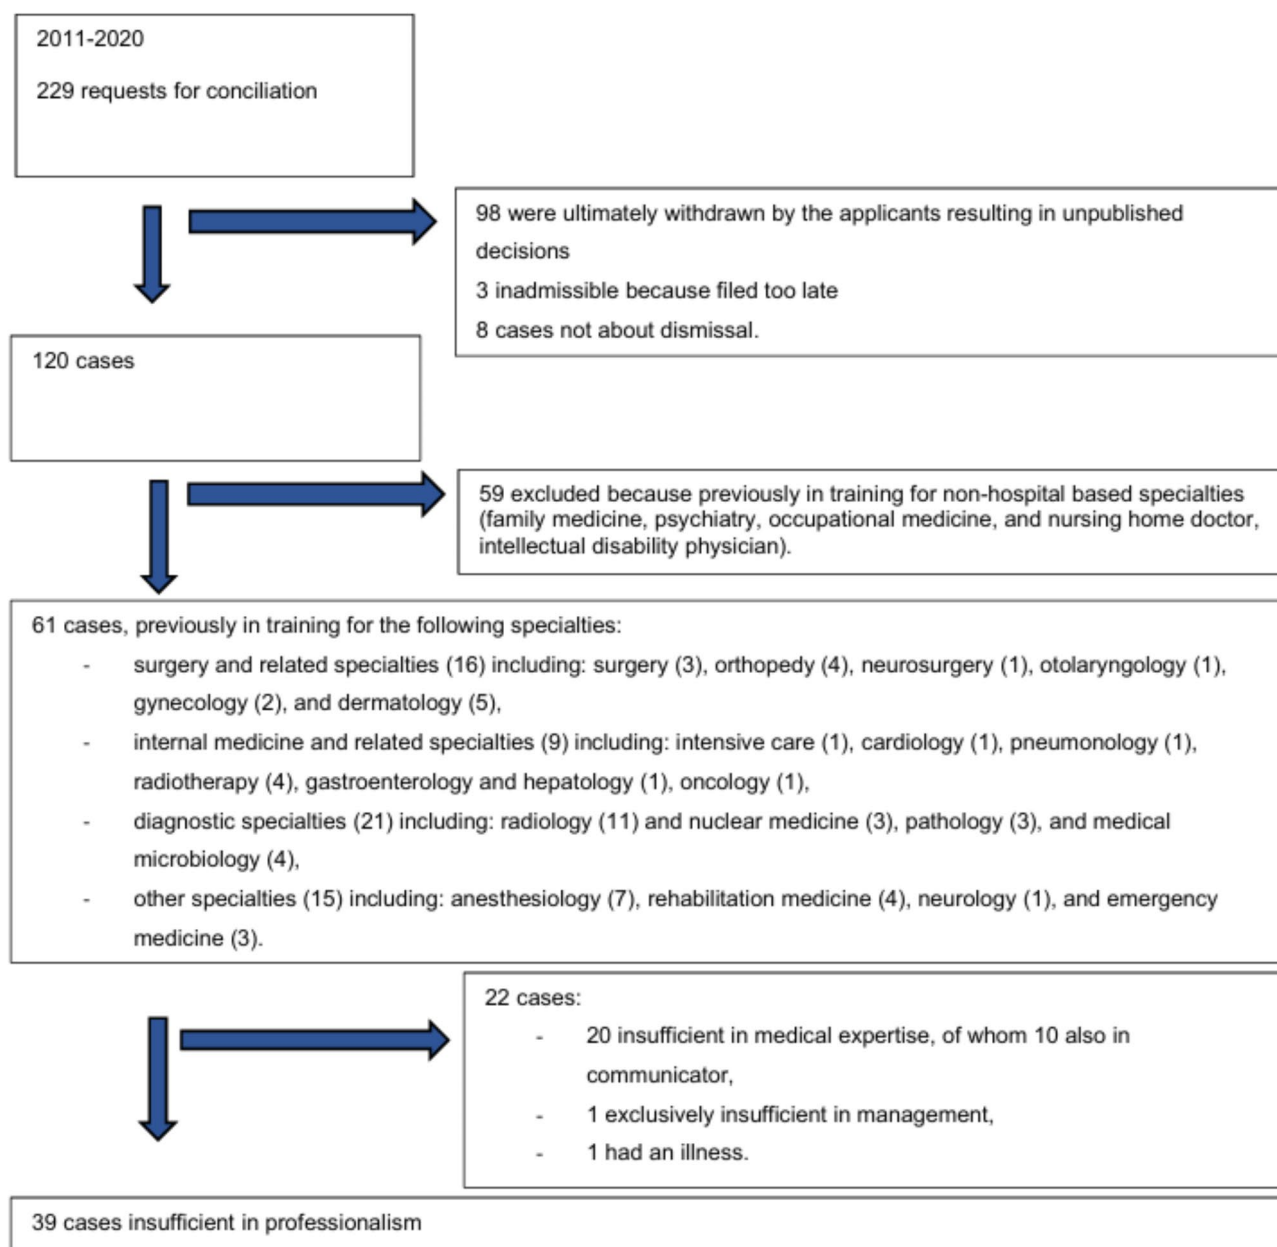 2011-2020
229 requests for conciliation
98 were ultimately withdrawn by the applicants resulting in unpublished
decisions
3 inadmissible because filed too late
8 cases not about dismissal.
120 cases
59 excluded because previously in training for non-hospital based specialties
(family medicine, psychiatry, occupational medicine, and nursing home doctor,
intellectual disability physician).
61 cases, previously in training for the following specialties:
- surgery and related specialties (16) including: surgery (3), orthopedy (4), neurosurgery (1), otolaryngology (1),
gynecology (2), and dermatology (5),
- internal medicine and related specialties (9) including: intensive care (1), cardiology (1), pneumonology (1),
radiotherapy (4), gastroenterology and hepatology (1), oncology (1),
- diagnostic specialties (21) including: radiology (11) and nuclear medicine (3), pathology (3), and medical
microbiology (4),
- other specialties (15) including: anesthesiology (7), rehabilitation medicine (4), neurology (1), and emergency
medicine (3).
22 cases:
- 20 insufficient in medical expertise, of whom 10 also in
communicator,
- 1 exclusively insufficient in management,
- 1 had an illness.
39 cases insufficient in professionalism